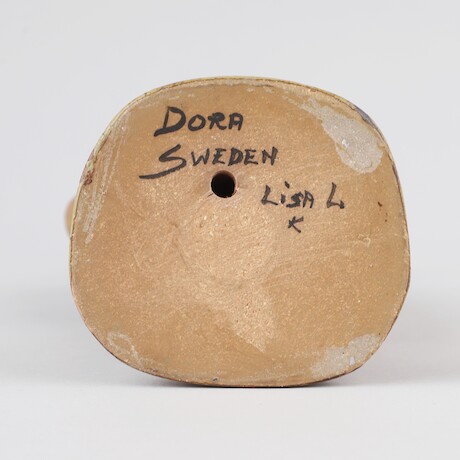 DORA
SWEDEN
LiSA L.
K